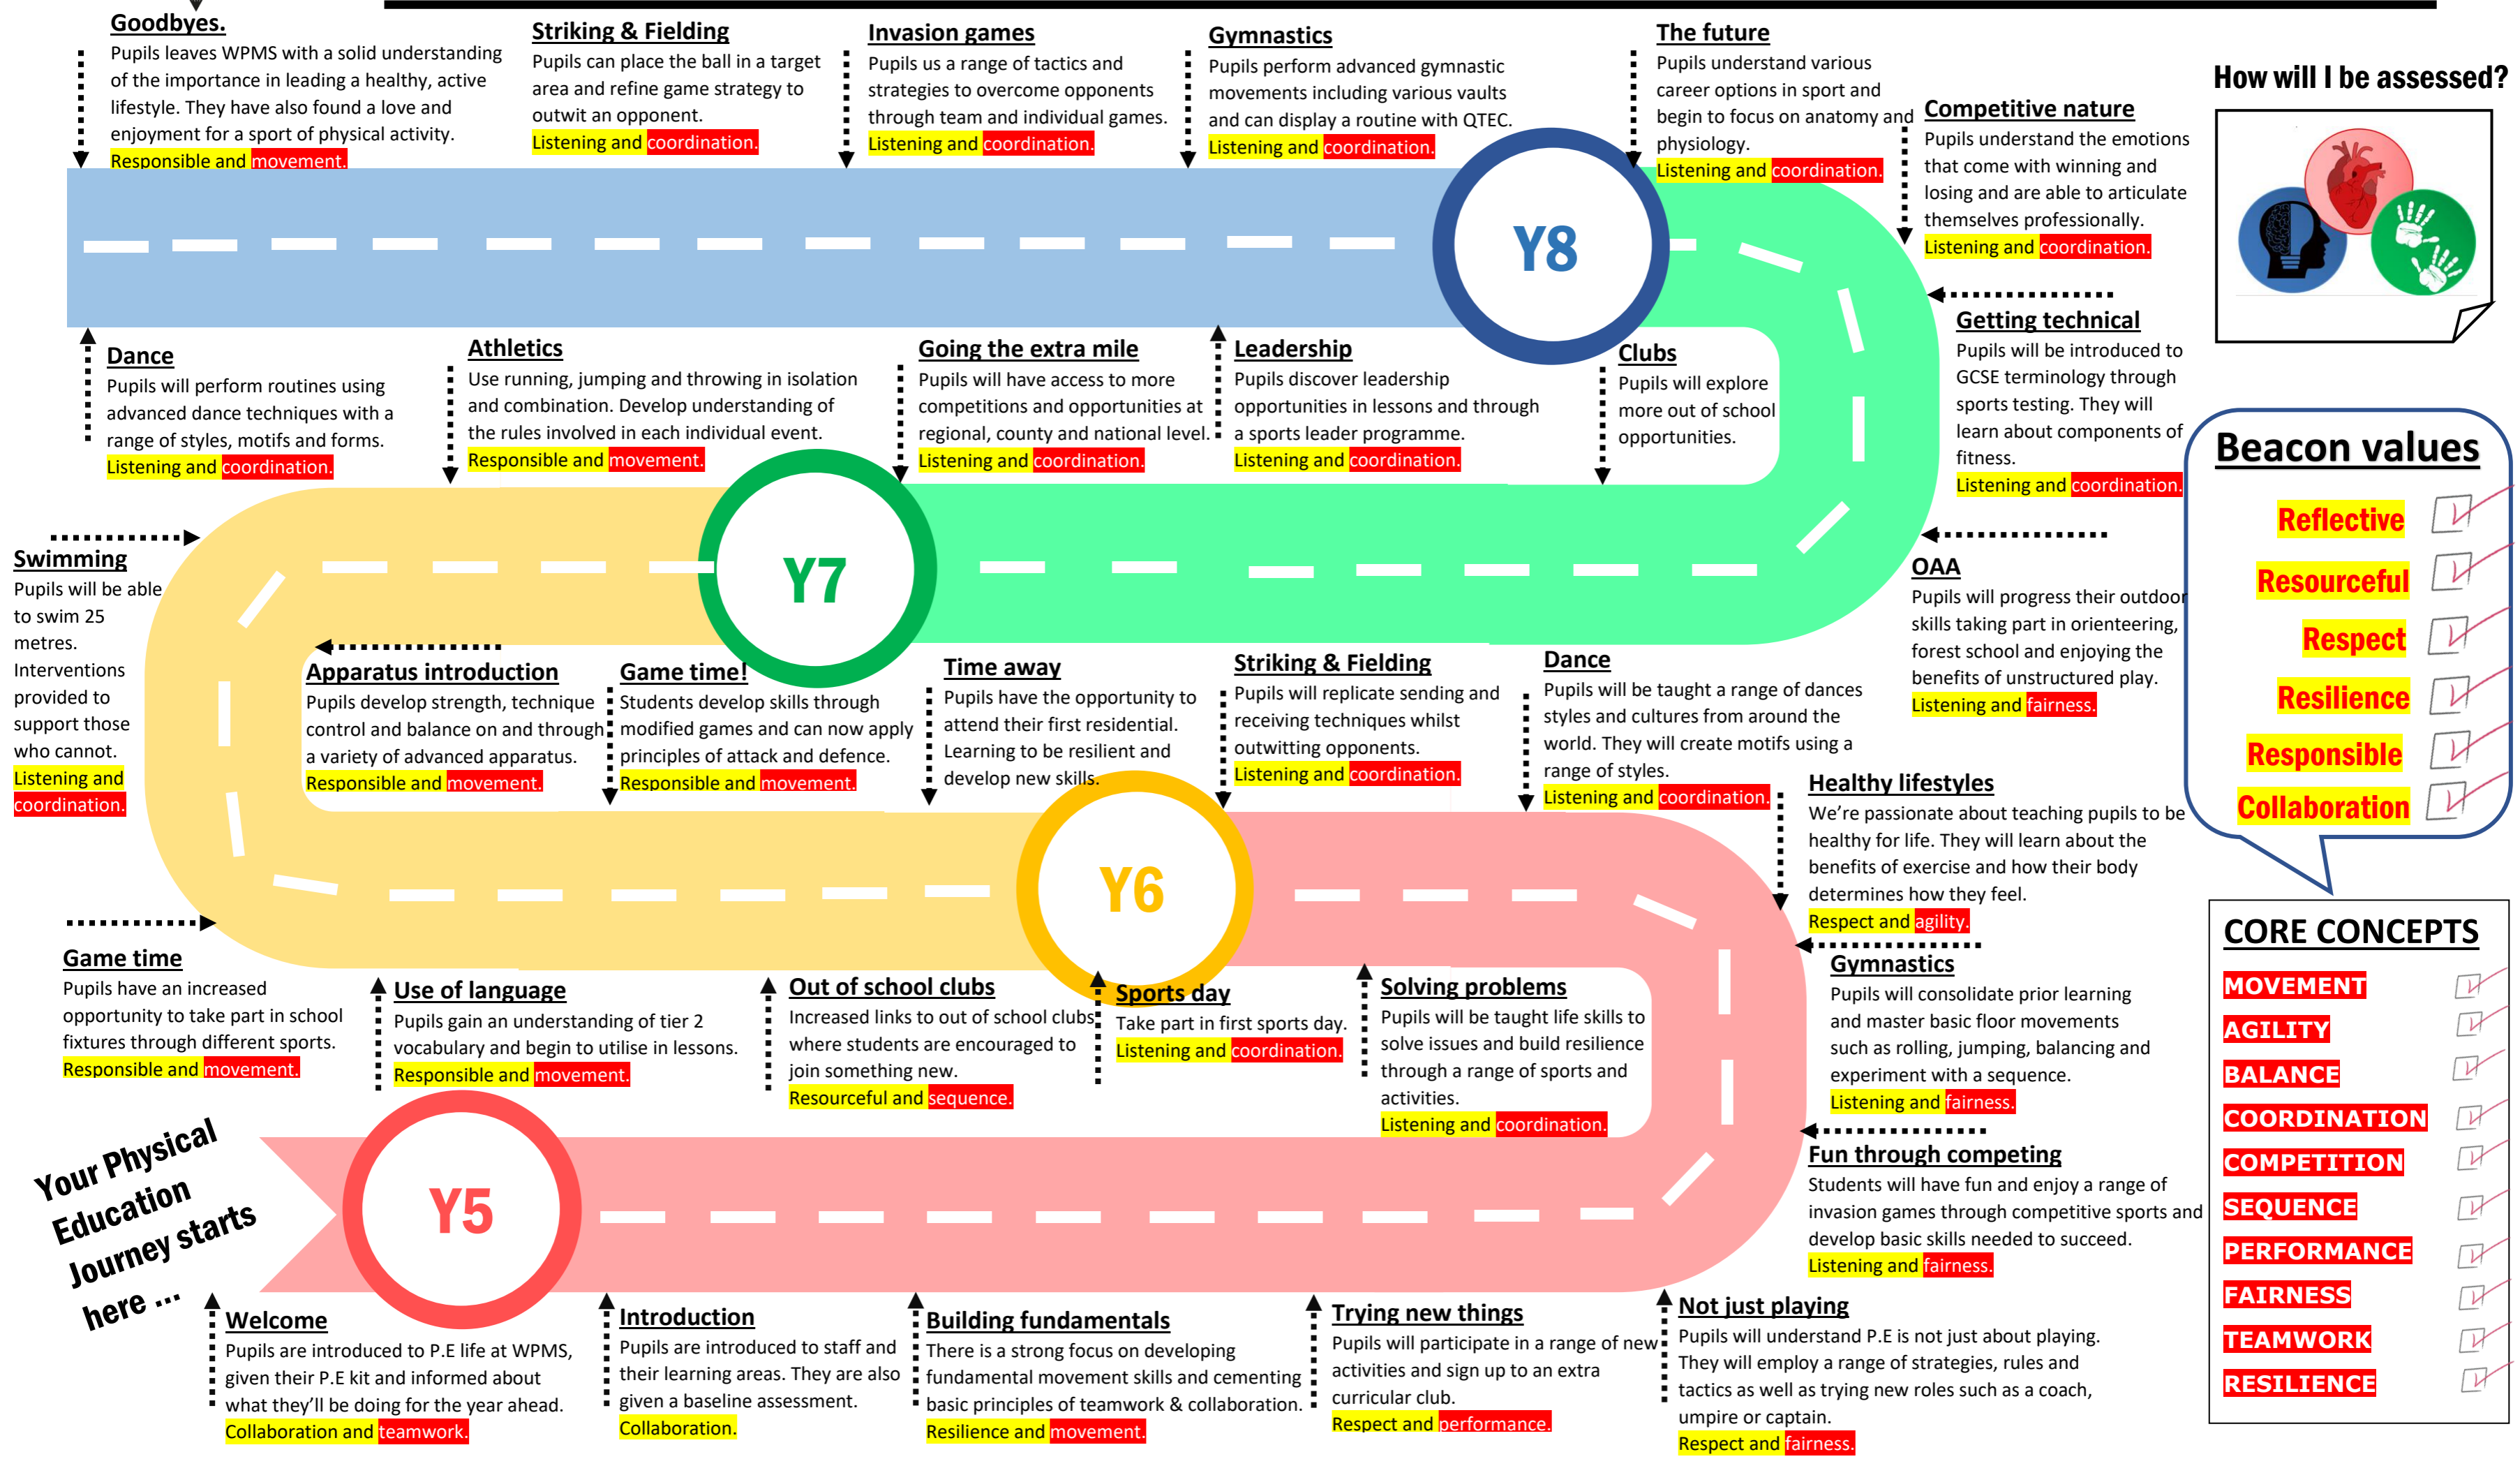 Goodbyes.
Pupils leaves WPMS with a solid understanding
of the importance in leading a healthy, active
lifestyle. They have also found a love and
enjoyment for a sport of physical activity.
Responsible and movement.
Striking & Fielding
Pupils can place the ball in a target
area and refine game strategy to
outwit an opponent.
Listening and coordination.
Invasion games
Pupils us a range of tactics and
strategies to overcome opponents
through team and individual games.
Listening and coordination.
Gymnastics
Pupils perform advanced gymnastic
movements including various vaults
and can display a routine with QTEC.
Listening and coordination.
The future
Pupils understand various
career options in sport and
begin to focus on anatomy and
physiology.
Listening and coordination.
Competitive nature
Pupils understand the emotions
that come with winning and
losing and are able to articulate
themselves professionally.
Listening and coordination.
How will I be assessed?
Y8
Dance
Pupils will perform routines using
advanced dance techniques with a
range of styles, motifs and forms.
Listening and coordination.
Athletics
Use running, jumping and throwing in isolation
and combination. Develop understanding of
the rules involved in each individual event.
Responsible and movement.
Going the extra mile
Pupils will have access to more
competitions and opportunities at
regional, county and national level.
Listening and coordination.
Leadership
Pupils discover leadership
opportunities in lessons and through
a sports leader programme.
Listening and coordination.
Clubs
Pupils will explore
more out of school
opportunities.
Getting technical
Pupils will be introduced to
GCSE terminology through
sports testing. They will
learn about components of
fitness.
Listening and coordination.
Beacon values
Reflective
Resourceful
Respect
Resilience
Responsible
Collaboration
Swimming
Pupils will be able
to swim 25
metres.
Interventions
provided to
support those
who cannot.
Listening and
coordination.
Y7
OAA
Pupils will progress their outdoor
skills taking part in orienteering,
forest school and enjoying the
benefits of unstructured play.
Listening and fairness.
Apparatus introduction
Pupils develop strength, technique
control and balance on and through
a variety of advanced apparatus.
Responsible and movement.
Game time!
Students develop skills through
modified games and can now apply
principles of attack and defence.
Responsible and movement.
Time away
Pupils have the opportunity to
attend their first residential.
Learning to be resilient and
develop new skills.
Striking & Fielding
Pupils will replicate sending and
receiving techniques whilst
outwitting opponents.
Listening and coordination.
Dance
Pupils will be taught a range of dances
styles and cultures from around the
world. They will create motifs using a
range of styles.
Listening and coordination.
Healthy lifestyles
We're passionate about teaching pupils to be
healthy for life. They will learn about the
benefits of exercise and how their body
determines how they feel.
Respect and agility.
Y6
Game time
Pupils have an increased
opportunity to take part in school
fixtures through different sports.
Responsible and movement.
Use of language
Pupils gain an understanding of tier 2
vocabulary and begin to utilise in lessons.
Responsible and movement.
Out of school clubs
Increased links to out of school clubs
where students are encouraged to
join something new.
Resourceful and sequence.
Sports day
Take part in first sports day.
Listening and coordination.
Solving problems
Pupils will be taught life skills to
solve issues and build resilience
through a range of sports and
activities.
Listening and coordination.
Gymnastics
Pupils will consolidate prior learning
and master basic floor movements
such as rolling, jumping, balancing and
experiment with a sequence.
Listening and fairness.
CORE CONCEPTS
MOVEMENT
AGILITY
BALANCE
COORDINATION
COMPETITION
SEQUENCE
PERFORMANCE
FAIRNESS
TEAMWORK
RESILIENCE
Your Physical
Education
Journey starts
here ...
Y5
Fun through competing
Students will have fun and enjoy a range of
invasion games through competitive sports and
develop basic skills needed to succeed.
Listening and fairness.
Welcome
Pupils are introduced to P.E life at WPMS,
given their P.E kit and informed about
what they'll be doing for the year ahead.
Collaboration and teamwork.
Introduction
Pupils are introduced to staff and
their learning areas. They are also
given a baseline assessment.
Collaboration.
Building fundamentals
There is a strong focus on developing
fundamental movement skills and cementing
basic principles of teamwork & collaboration.
Resilience and movement.
Trying new things
Pupils will participate in a range of new
activities and sign up to an extra
curricular club.
Respect and performance.
Not just playing
Pupils will understand P.E is not just about playing.
They will employ a range of strategies, rules and
tactics as well as trying new roles such as a coach,
umpire or captain.
Respect and fairness.